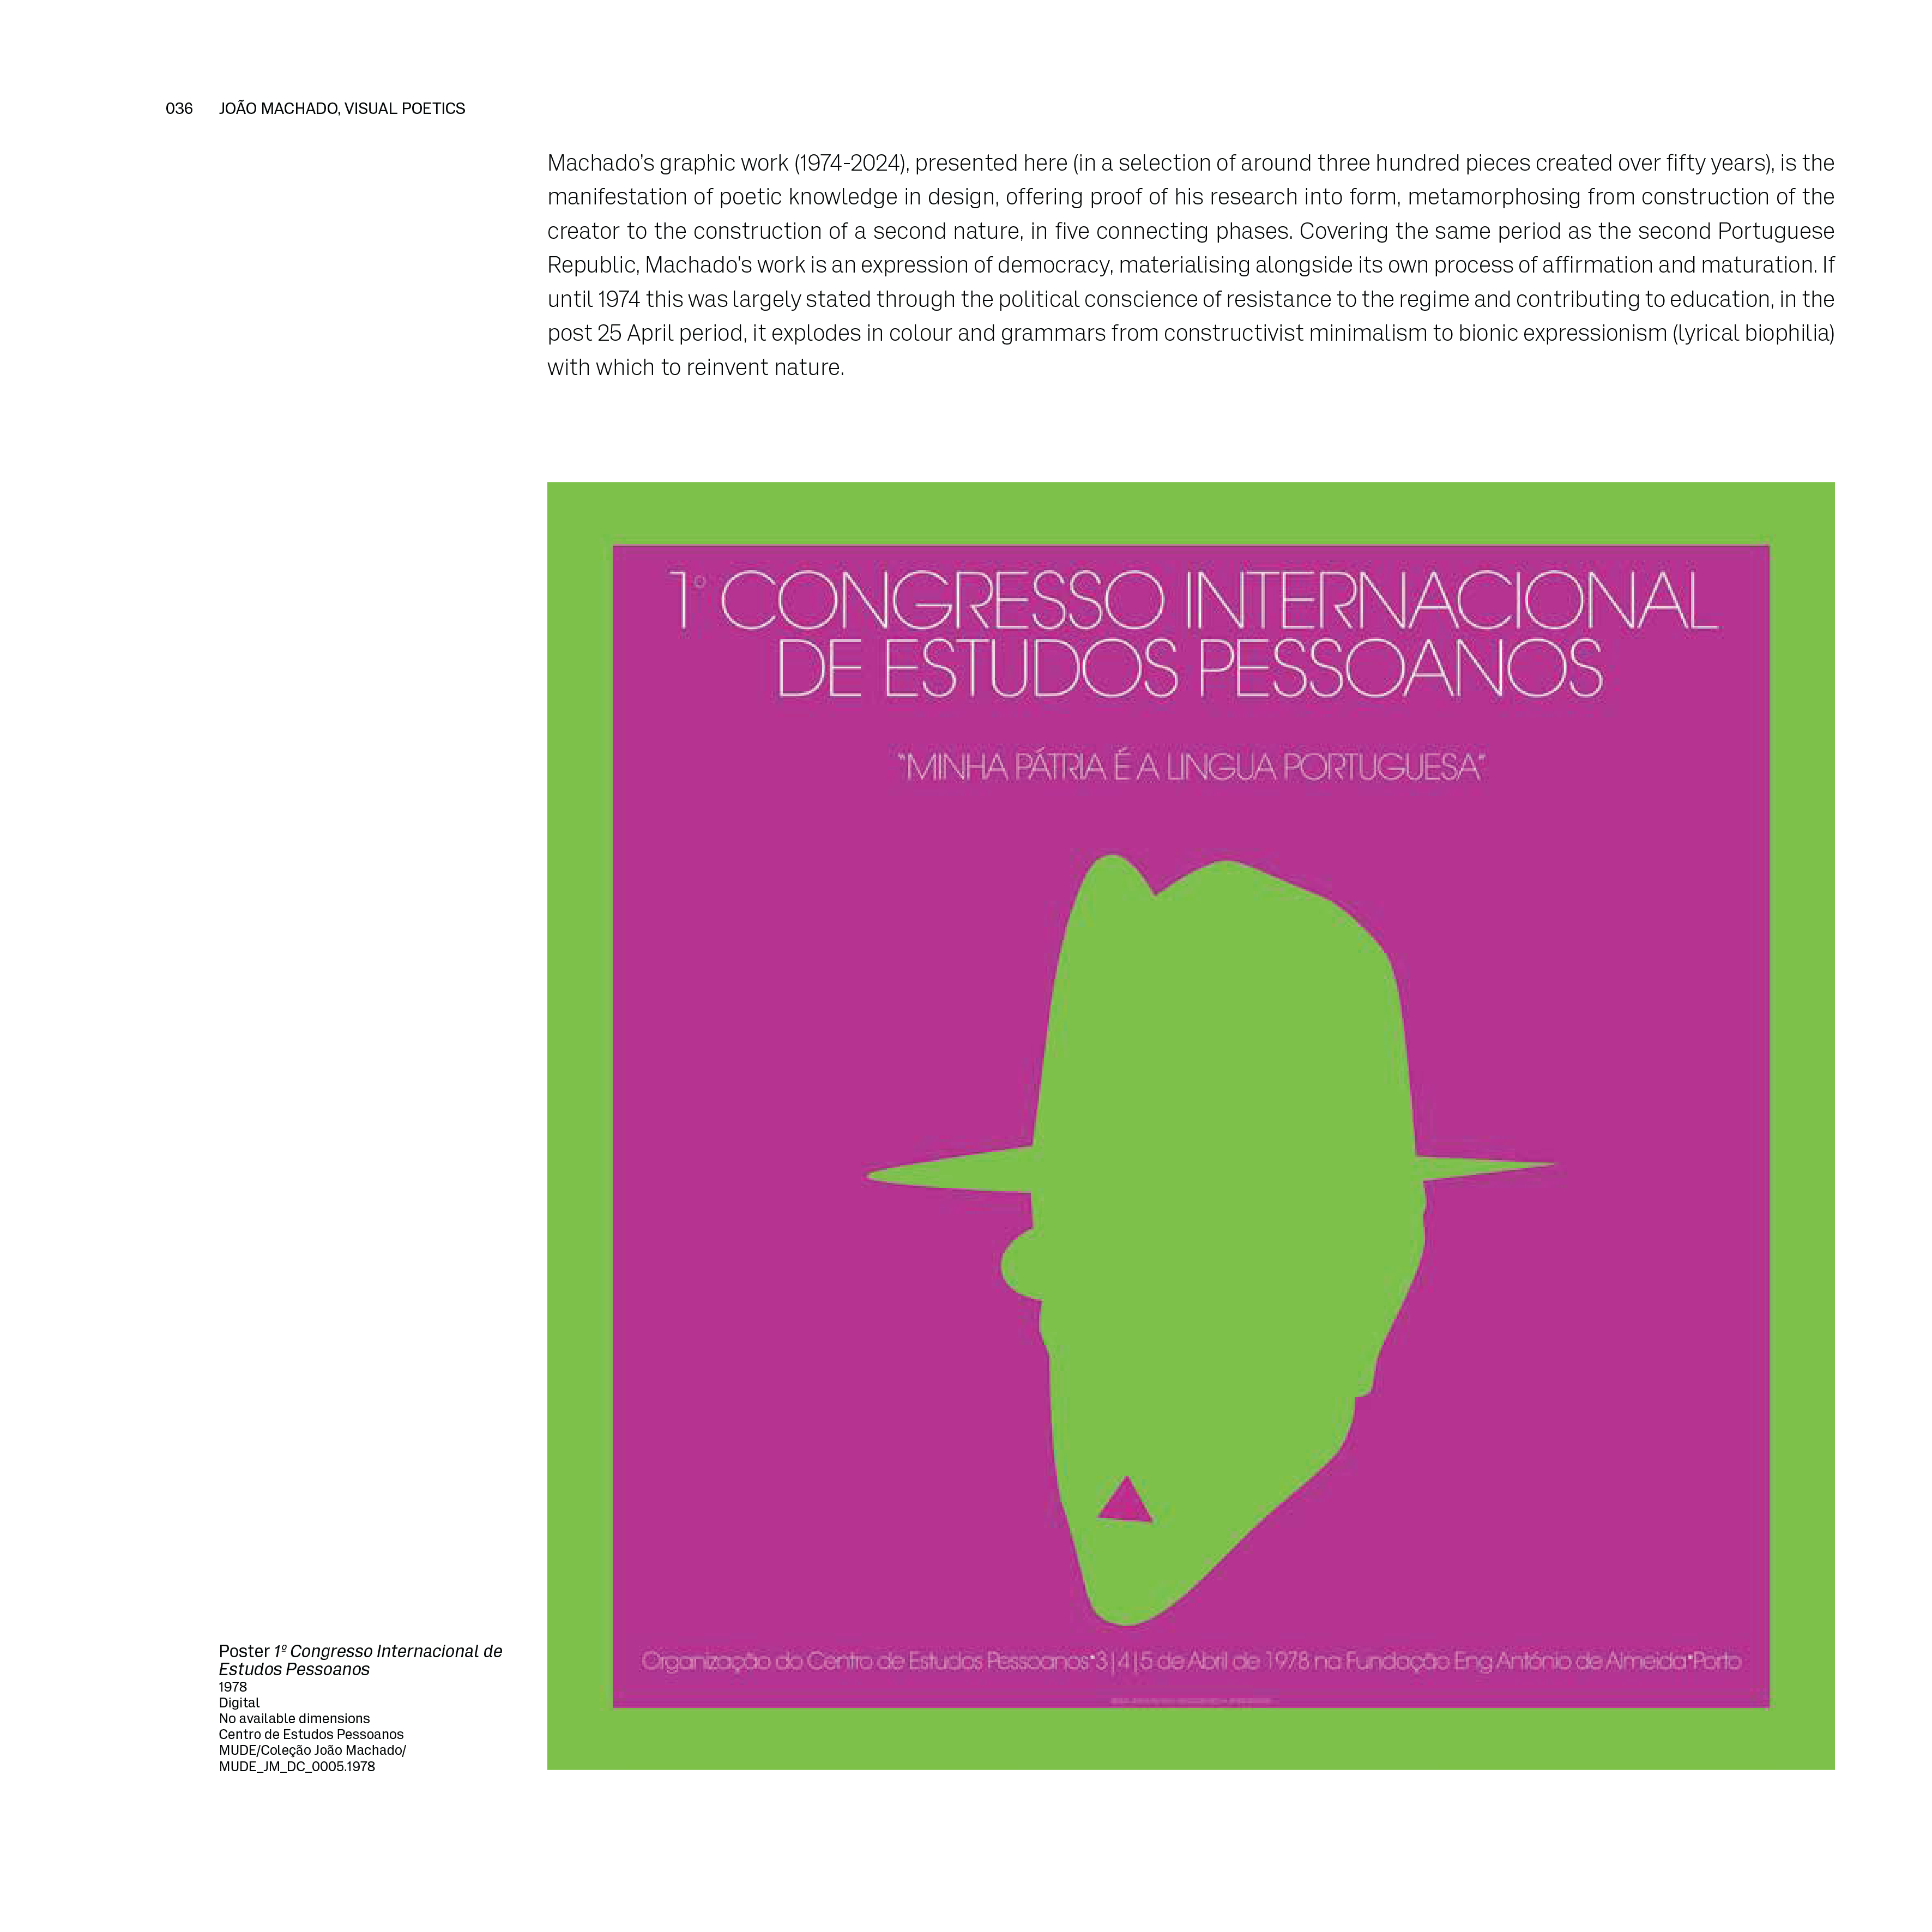 036 JOÃO MACHADO, VISUAL POETICS
Machado's graphic work (1974-2024), presented here (in a selection of around three hundred pieces created over fifty years), is the
manifestation of poetic knowledge in design, offering proof of his research into form, metamorphosing from construction of the
creator to the construction of a second nature, in five connecting phases. Covering the same period as the second Portuguese
Republic, Machado's work is an expression of democracy, materialising alongside its own process of affirmation and maturation. If
until 1974 this was largely stated through the political conscience of resistance to the regime and contributing to education, in the
post 25 April period, it explodes in colour and grammars from constructivist minimalism to bionic expressionism (lyrical biophilia)
with which to reinvent nature.
1° CONGRESSO INTERNACIONAL
DE ESTUDOS PESSOANOS
"MINHA PÁTRIA É A LINGUA PORTUGUESA"
Organização do Centro de Estudos Pessoanos•3|4|5 de Abril de 1978 na Fundação Eng António de Almeida•Porto
Poster 1º Congresso Internacional de
Estudos Pessoanos
1978
Digital
No available dimensions
Centro de Estudos Pessoanos
MUDE/Coleção João Machado/
MUDE_JM_DC_0005.1978